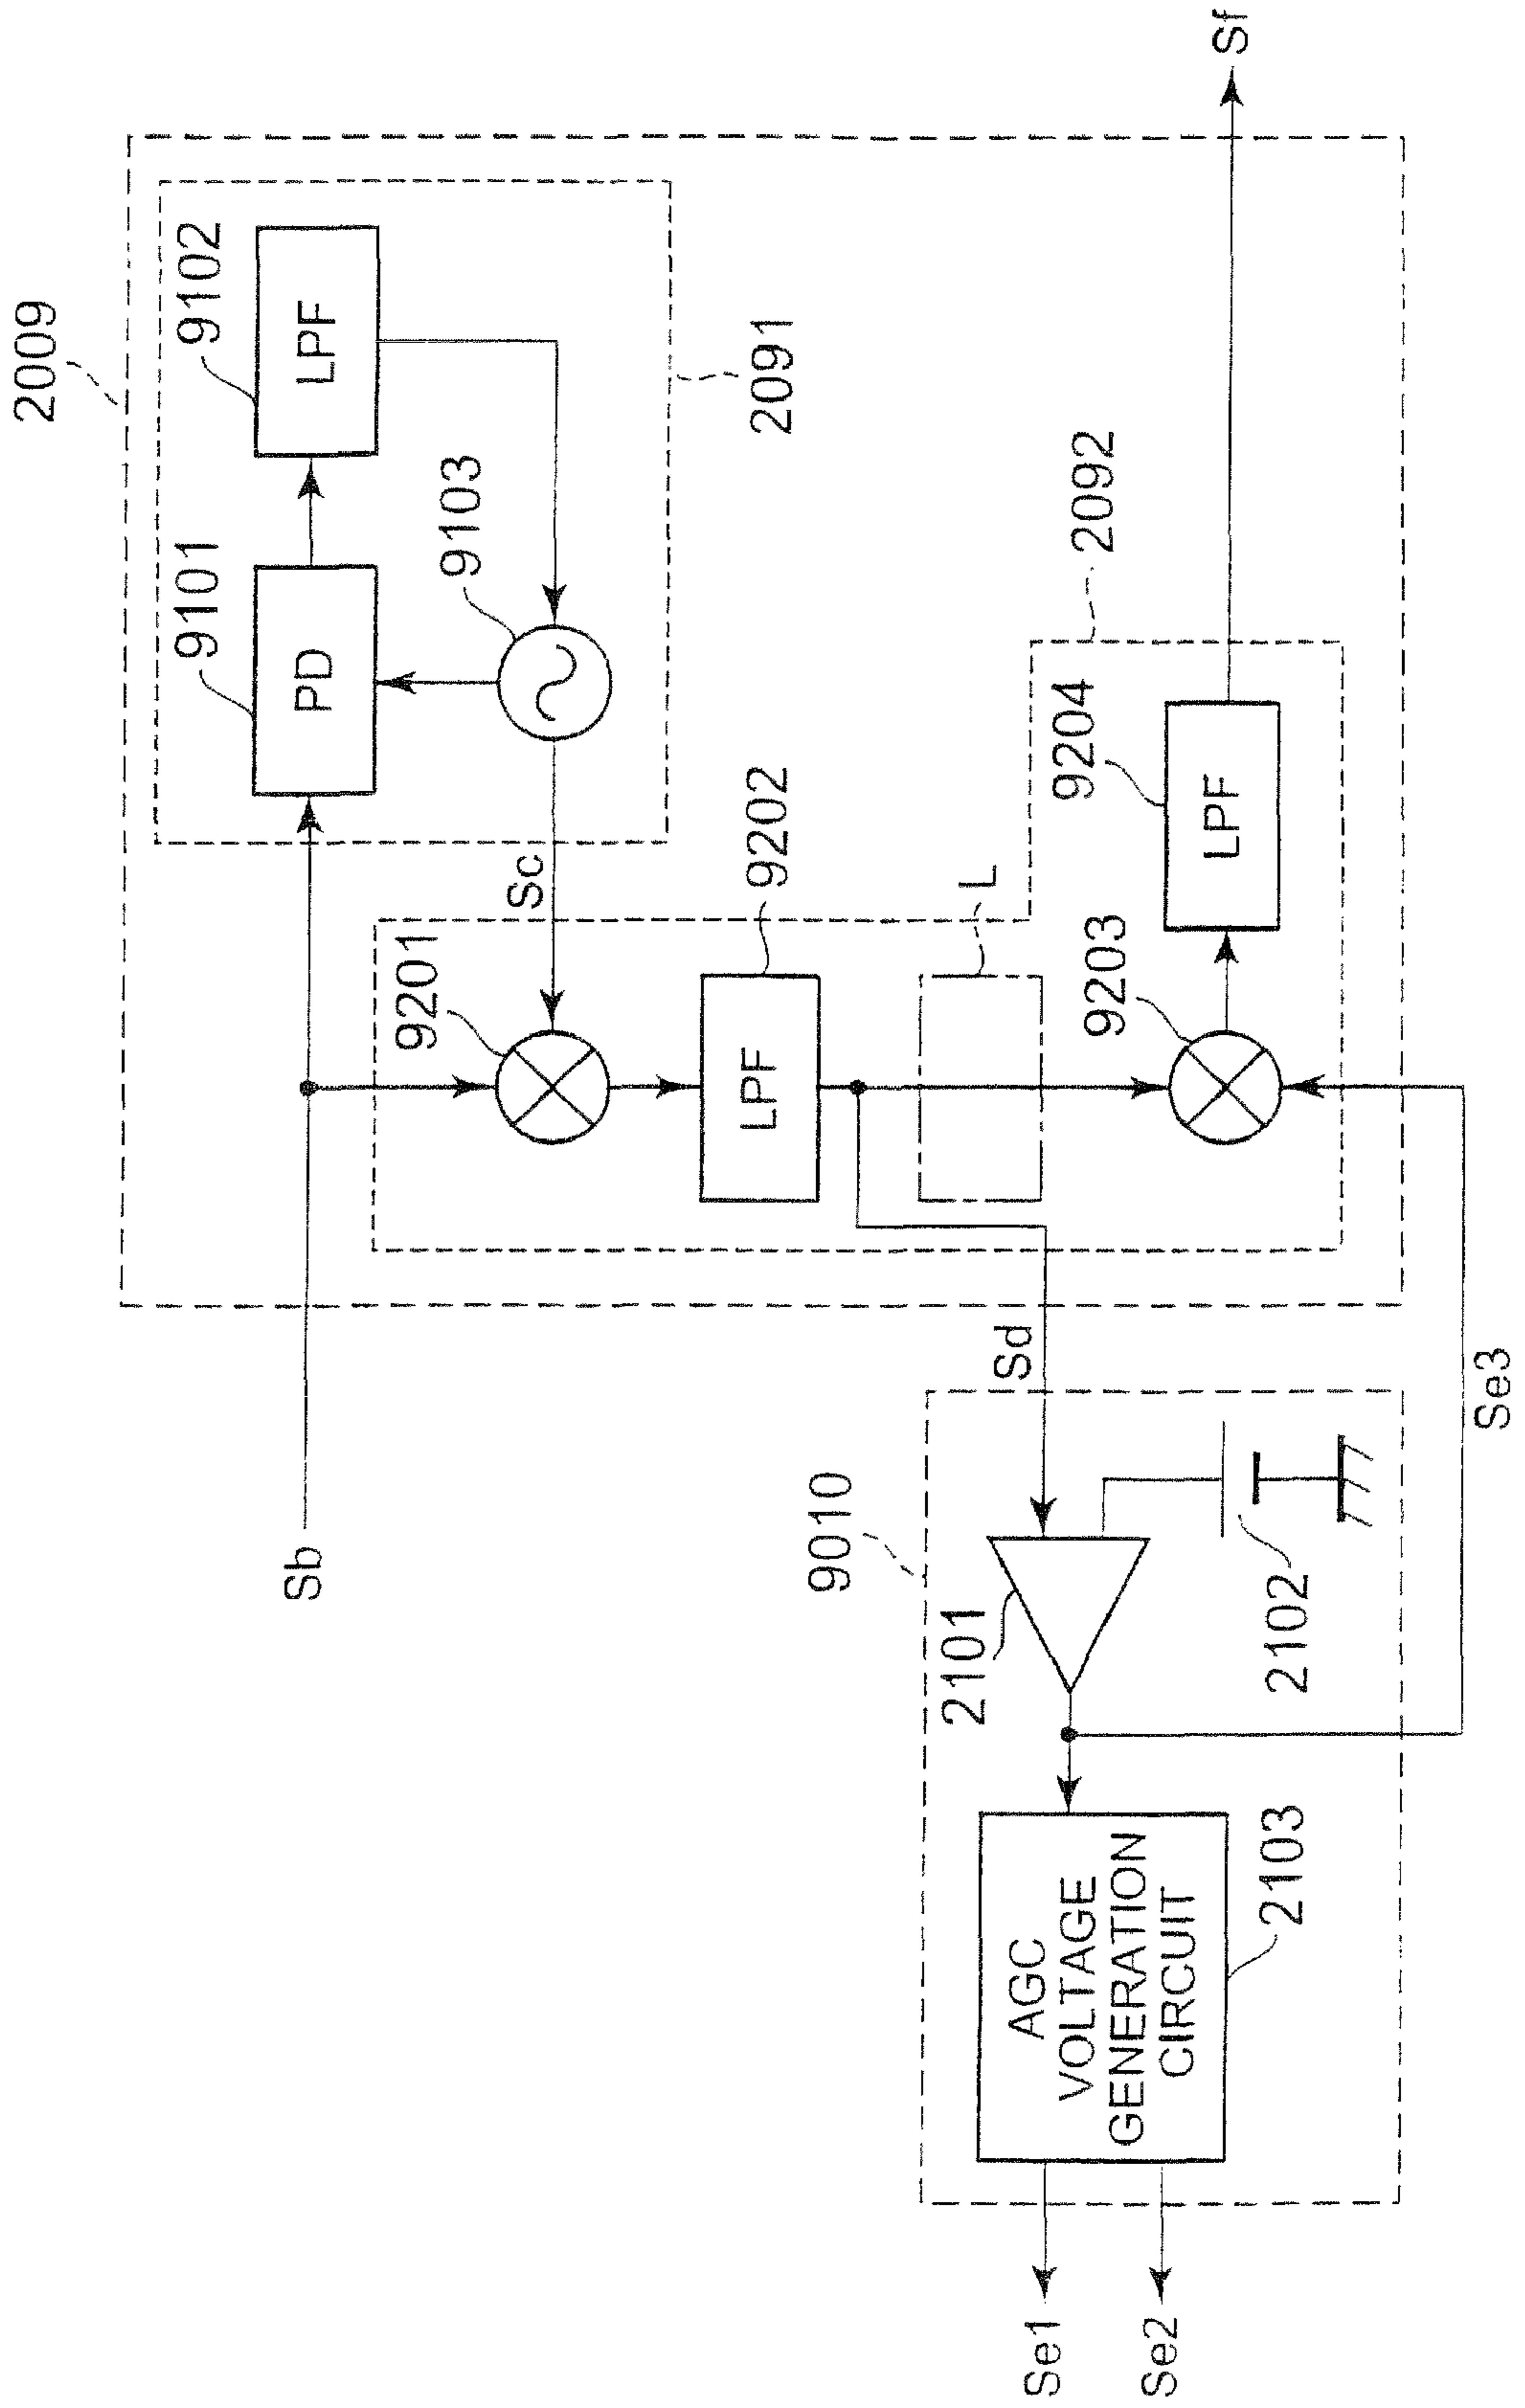 2009
9101
9102
PD
LPF
9103
2091
Sb
Sc
9201
9202
LPF
2092
L
9203
9204
LPF
Sf
Sd
9010
2101
2102
AGC
VOLTAGE
GENERATION
CIRCUIT
2103
Se1
Se2
Se3